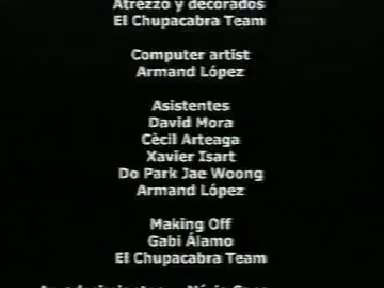 Atrezzo y decorados
El Chupacabra Team
Computer artist
Armand López
Asistentes
David Mora
Cècil Arteaga
Xavier Isart
Do Park Jae Woong
Armand López
Making Off
Gabi Álamo
El Chupacabra Team